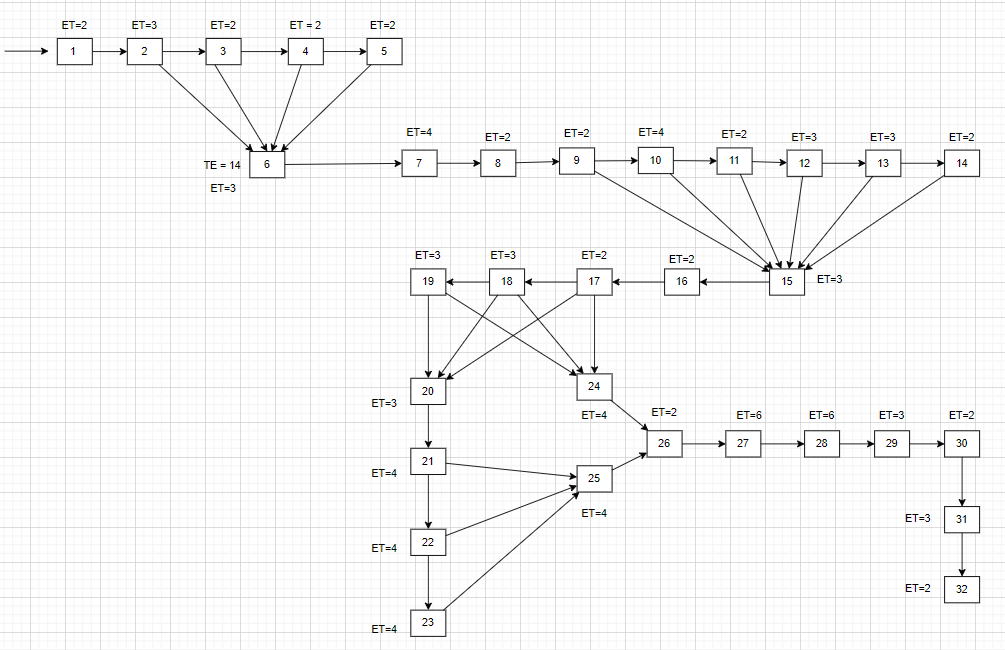 ET=2 ET=3 ET=2 ET = 2 ET=2
1 2 3 4 5
ET=4 ET=2 ET=2 ET=4 ET=2 ET=3 ET=3 ET=2
TE = 14 6 7 8 9 10 11 12 13 14
ET=3
ET=3 ET=3 ET=2 ET=2
19 18 17 16 15 ET=3
20 24
ET=3 ET=4 ET=2 ET=6 ET=6 ET=3 ET=2
26 27 28 29 30
21
ET=4 25
ET=4 ET=3 31
22
ET=4 ET=2 32
23
ET=4